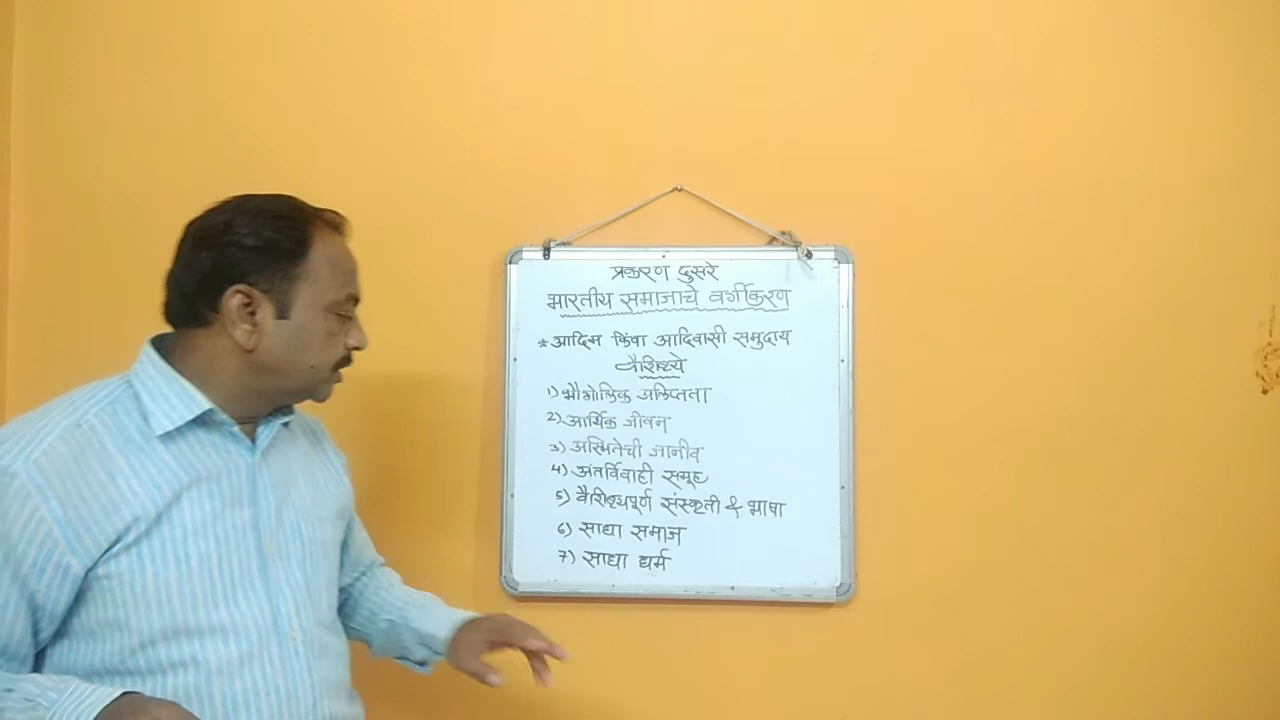 प्रकरण दुसरे
भारतीय समाजाचे वर्गीकरण
* आदिम किंवा आदिवासी समुदाय
वैशिष्ट्ये
1) भौगोलिक अलिप्तता
2) आर्थिक जीवन
3) अस्मितेची जाणीव
4) अंतर्विवाही समूह
5) वैशिष्ट्यपूर्ण संस्कृती & भाषा
6) साधा समाज
7) साधा धर्म